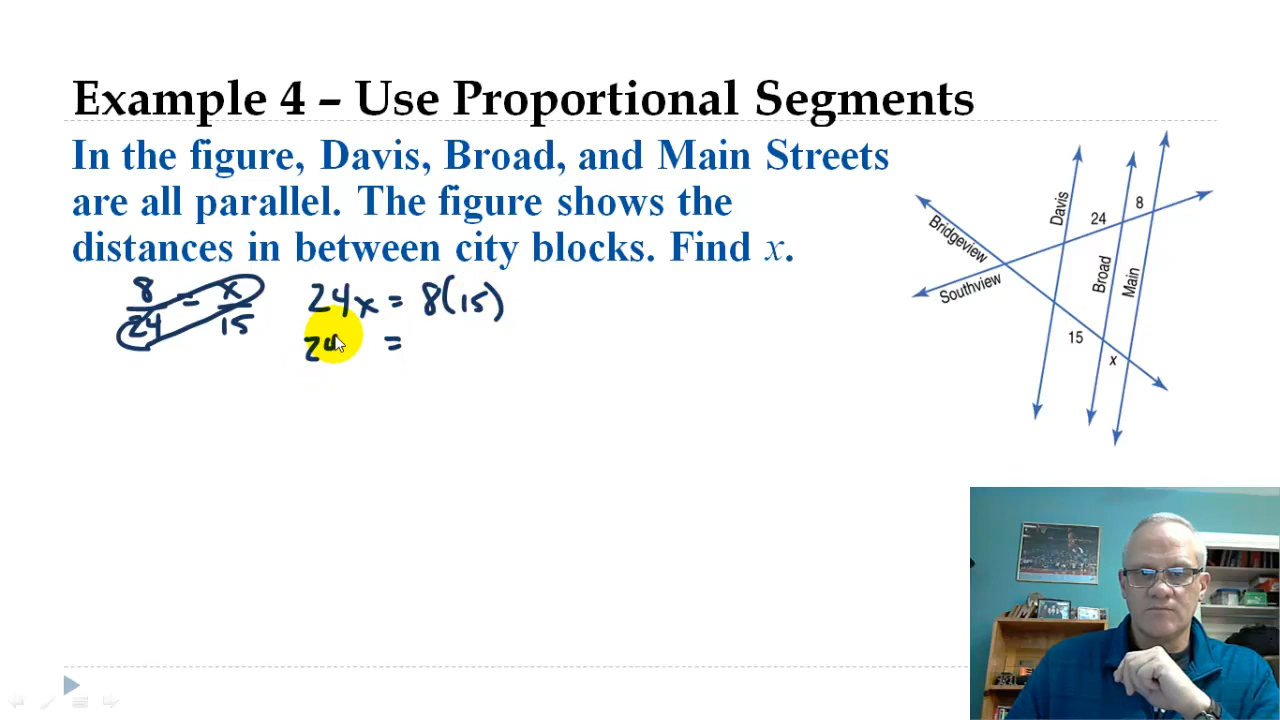 Example 4 – Use Proportional Segments
In the figure, Davis, Broad, and Main Streets
are all parallel. The figure shows the
distances in between city blocks. Find x.
8/24 = x/15
24x = 8(15)
24 =
Bridgeview
Southview
Davis
24
8
Broad
Main
15
x